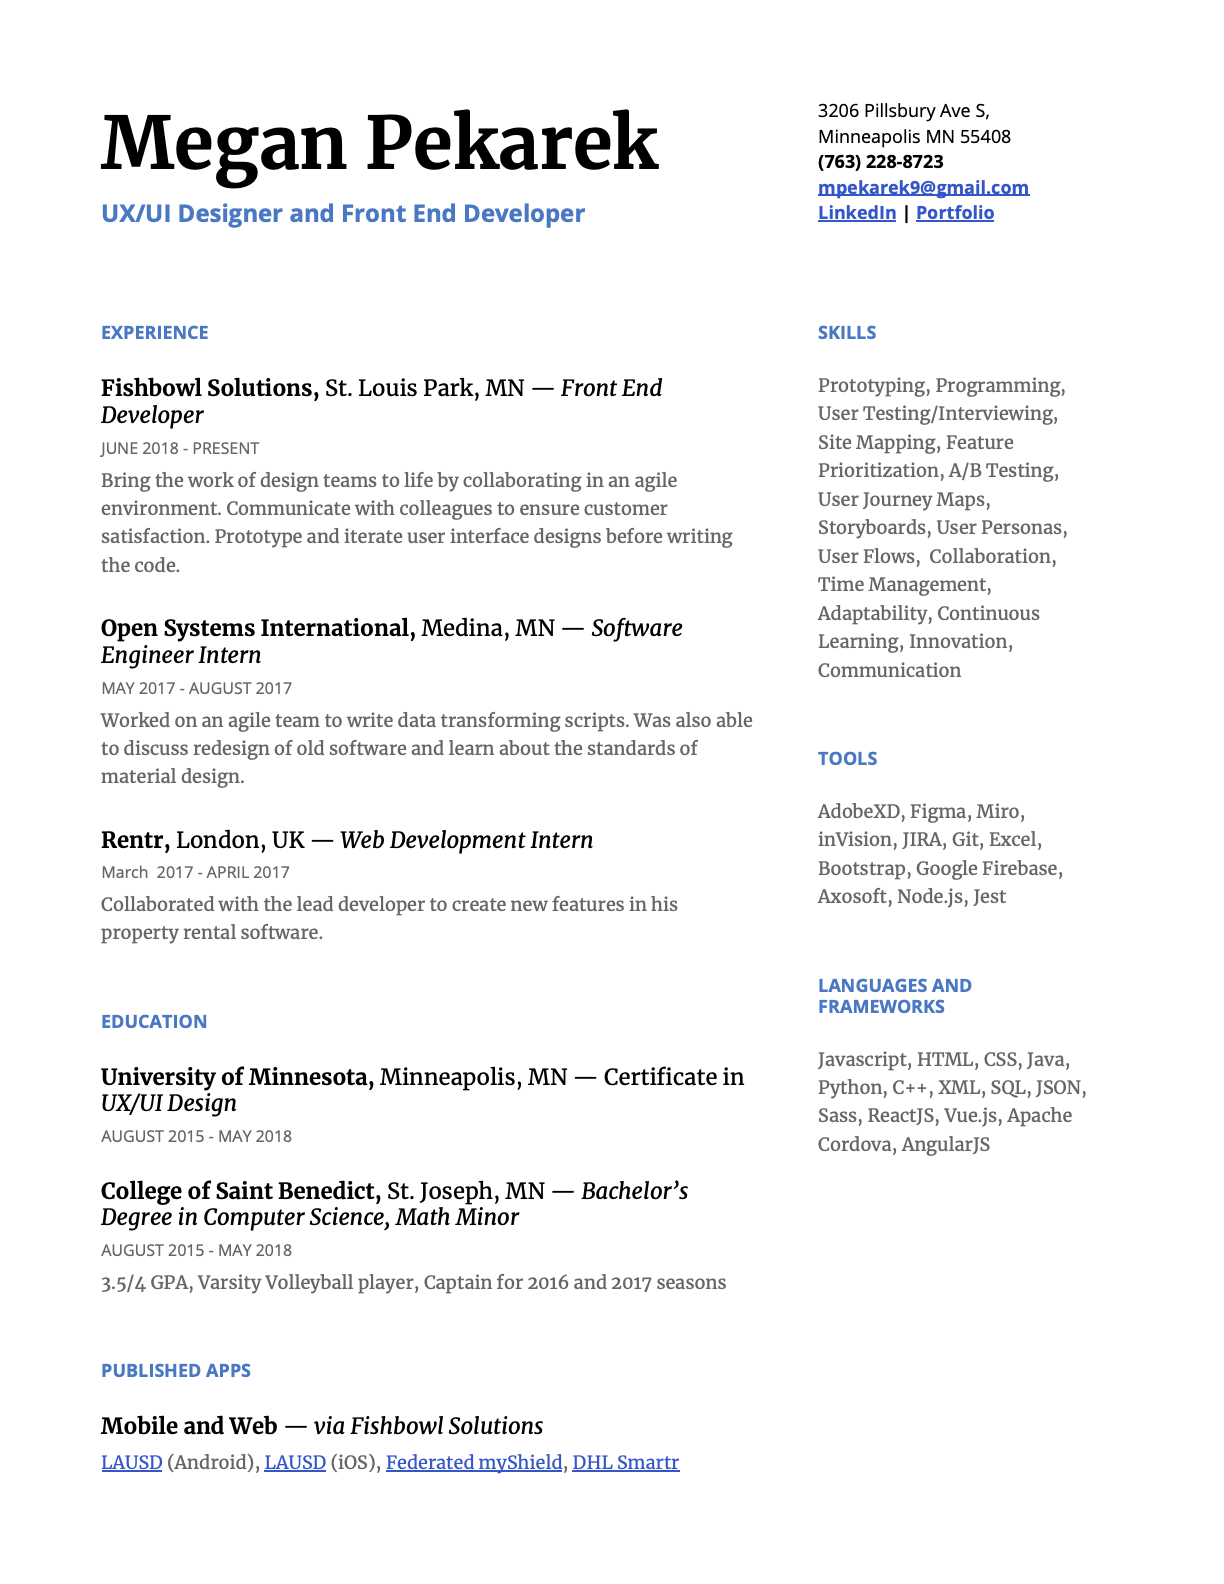 Megan Pekarek
UX/UI Designer and Front End Developer
3206 Pillsbury Ave S,
Minneapolis MN 55408
(763) 228-8723
mpekarek9@gmail.com
LinkedIn | Portfolio
EXPERIENCE
Fishbowl Solutions, St. Louis Park, MN — Front End
Developer
JUNE 2018 - PRESENT
Bring the work of design teams to life by collaborating in an agile
environment. Communicate with colleagues to ensure customer
satisfaction. Prototype and iterate user interface designs before writing
the code.
Open Systems International, Medina, MN — Software
Engineer Intern
MAY 2017 - AUGUST 2017
Worked on an agile team to write data transforming scripts. Was also able
to discuss redesign of old software and learn about the standards of
material design.
Rentr, London, UK — Web Development Intern
March  2017 - APRIL 2017
Collaborated with the lead developer to create new features in his
property rental software.
EDUCATION
University of Minnesota, Minneapolis, MN — Certificate in
UX/UI Design
AUGUST 2015 - MAY 2018
College of Saint Benedict, St. Joseph, MN — Bachelor’s
Degree in Computer Science, Math Minor
AUGUST 2015 - MAY 2018
3.5/4 GPA, Varsity Volleyball player, Captain for 2016 and 2017 seasons
PUBLISHED APPS
Mobile and Web — via Fishbowl Solutions
LAUSD (Android), LAUSD (iOS), Federated myShield, DHL Smartr
SKILLS
Prototyping, Programming,
User Testing/Interviewing,
Site Mapping, Feature
Prioritization, A/B Testing,
User Journey Maps,
Storyboards, User Personas,
User Flows,  Collaboration,
Time Management,
Adaptability, Continuous
Learning, Innovation,
Communication
TOOLS
AdobeXD, Figma, Miro,
inVision, JIRA, Git, Excel,
Bootstrap, Google Firebase,
Axosoft, Node.js, Jest
LANGUAGES AND
FRAMEWORKS
Javascript, HTML, CSS, Java,
Python, C++, XML, SQL, JSON,
Sass, ReactJS, Vue.js, Apache
Cordova, AngularJS